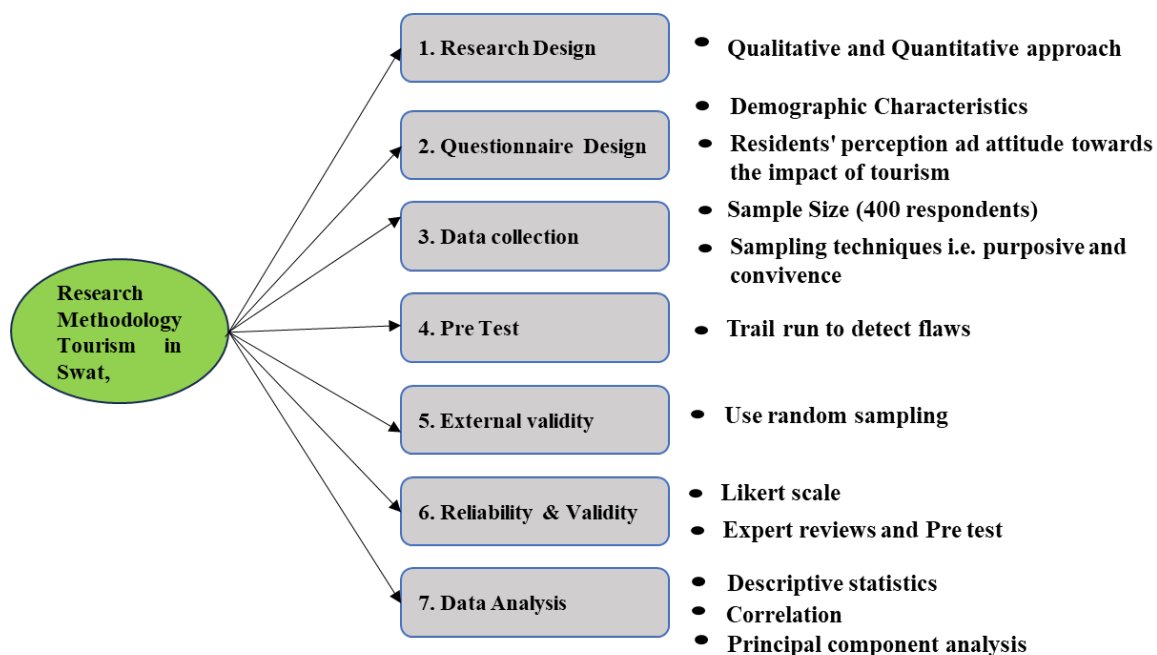 Research
Methodology
Tourism in
Swat,
1. Research Design
• Qualitative and Quantitative approach
2. Questionnaire Design
• Demographic Characteristics
• Residents' perception ad attitude towards
the impact of tourism
3. Data collection
• Sample Size (400 respondents)
• Sampling techniques i.e. purposive and
convivence
4. Pre Test
• Trail run to detect flaws
5. External validity
• Use random sampling
6. Reliability & Validity
• Likert scale
• Expert reviews and Pre test
7. Data Analysis
• Descriptive statistics
• Correlation
• Principal component analysis